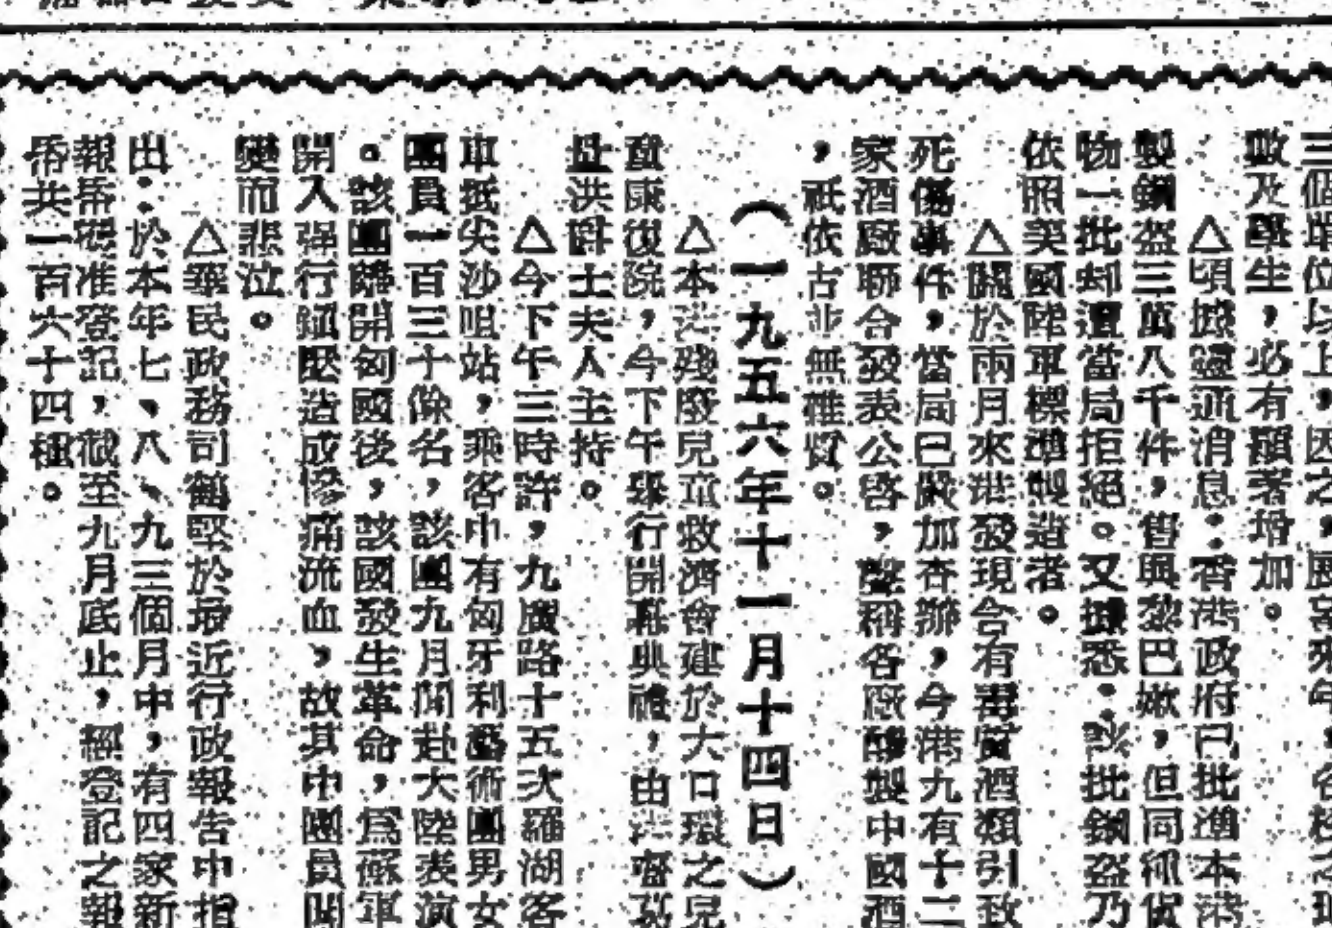 三個單位以上,因之,展望來年,各校之班
數及學生,必有顯著增加。
△頃據靈通消息:香港政府已批准本港
製鋼盔三萬八千件,售與黎巴嫩,但同類貨
物一批却遭當局拒絕。又據悉:該批鋼盔乃
依照美國陸軍標準製造者。
△關於兩月來港發現含有毒質酒類引致
死傷事件,當局已嚴加查辦,今港九有十二
家酒廠聯合發表公啓,聲稱各廠釀製中國酒
,祇依古並無雜質。
(一九五六年十一月十四日)
△本港殘廢兒童救濟會建於大口環之兒
童康復院,今下午舉行開幕典禮,由港督葛
量洪爵士夫人主持。
△今下午三時許,九廣路十五次羅湖客
車抵尖沙咀站,乘客中有匈牙利藝術團男女
團員一百三十餘名,該團九月間赴大陸表演
。該團離開匈國後,該國發生革命,爲蘇軍
開入强行鎮壓造成慘痛流血,故其中團員聞
變而悲泣。
△華民政務司鶴堅於最近行政報告中指
出:於本年七、八、九三個月中,有四家新
報帋獲准登記,截至九月底止,經登記之報
帋共一百六十四種。